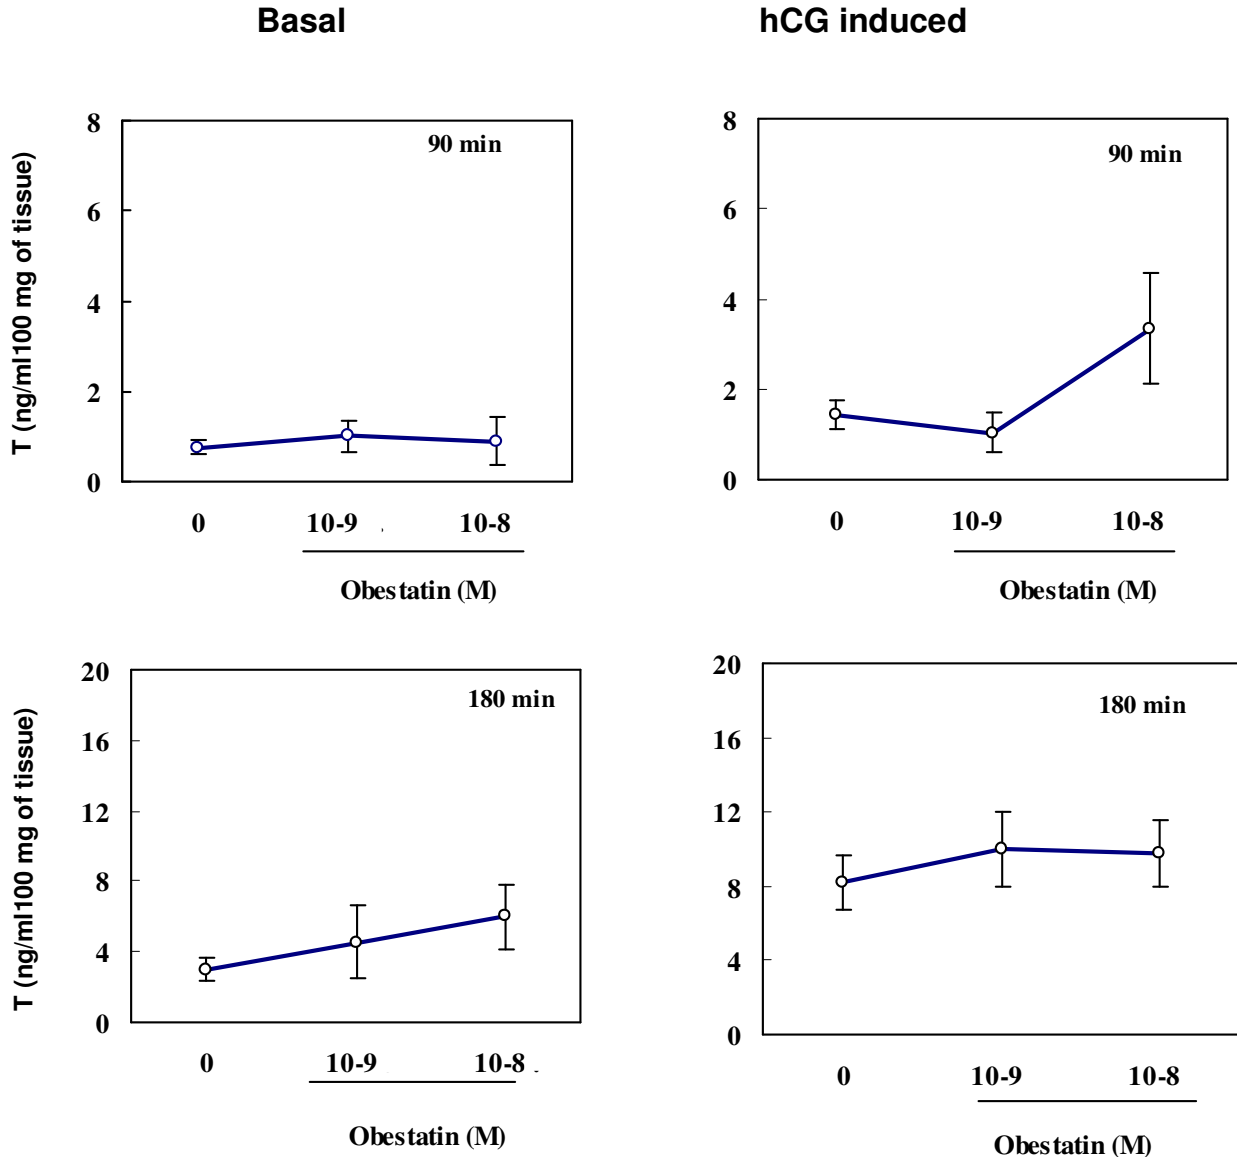 Basal
hCG induced
T (ng/ml100 mg of tissue)
8
6
4
2
0
90 min
0 10-9 10-8
Obestatin (M)
8
6
4
2
0
90 min
0 10-9 10-8
Obestatin (M)
T (ng/ml100 mg of tissue)
20
16
12
8
4
0
180 min
0 10-9 10-8
Obestatin (M)
20
16
12
8
4
0
180 min
0 10-9 10-8
Obestatin (M)